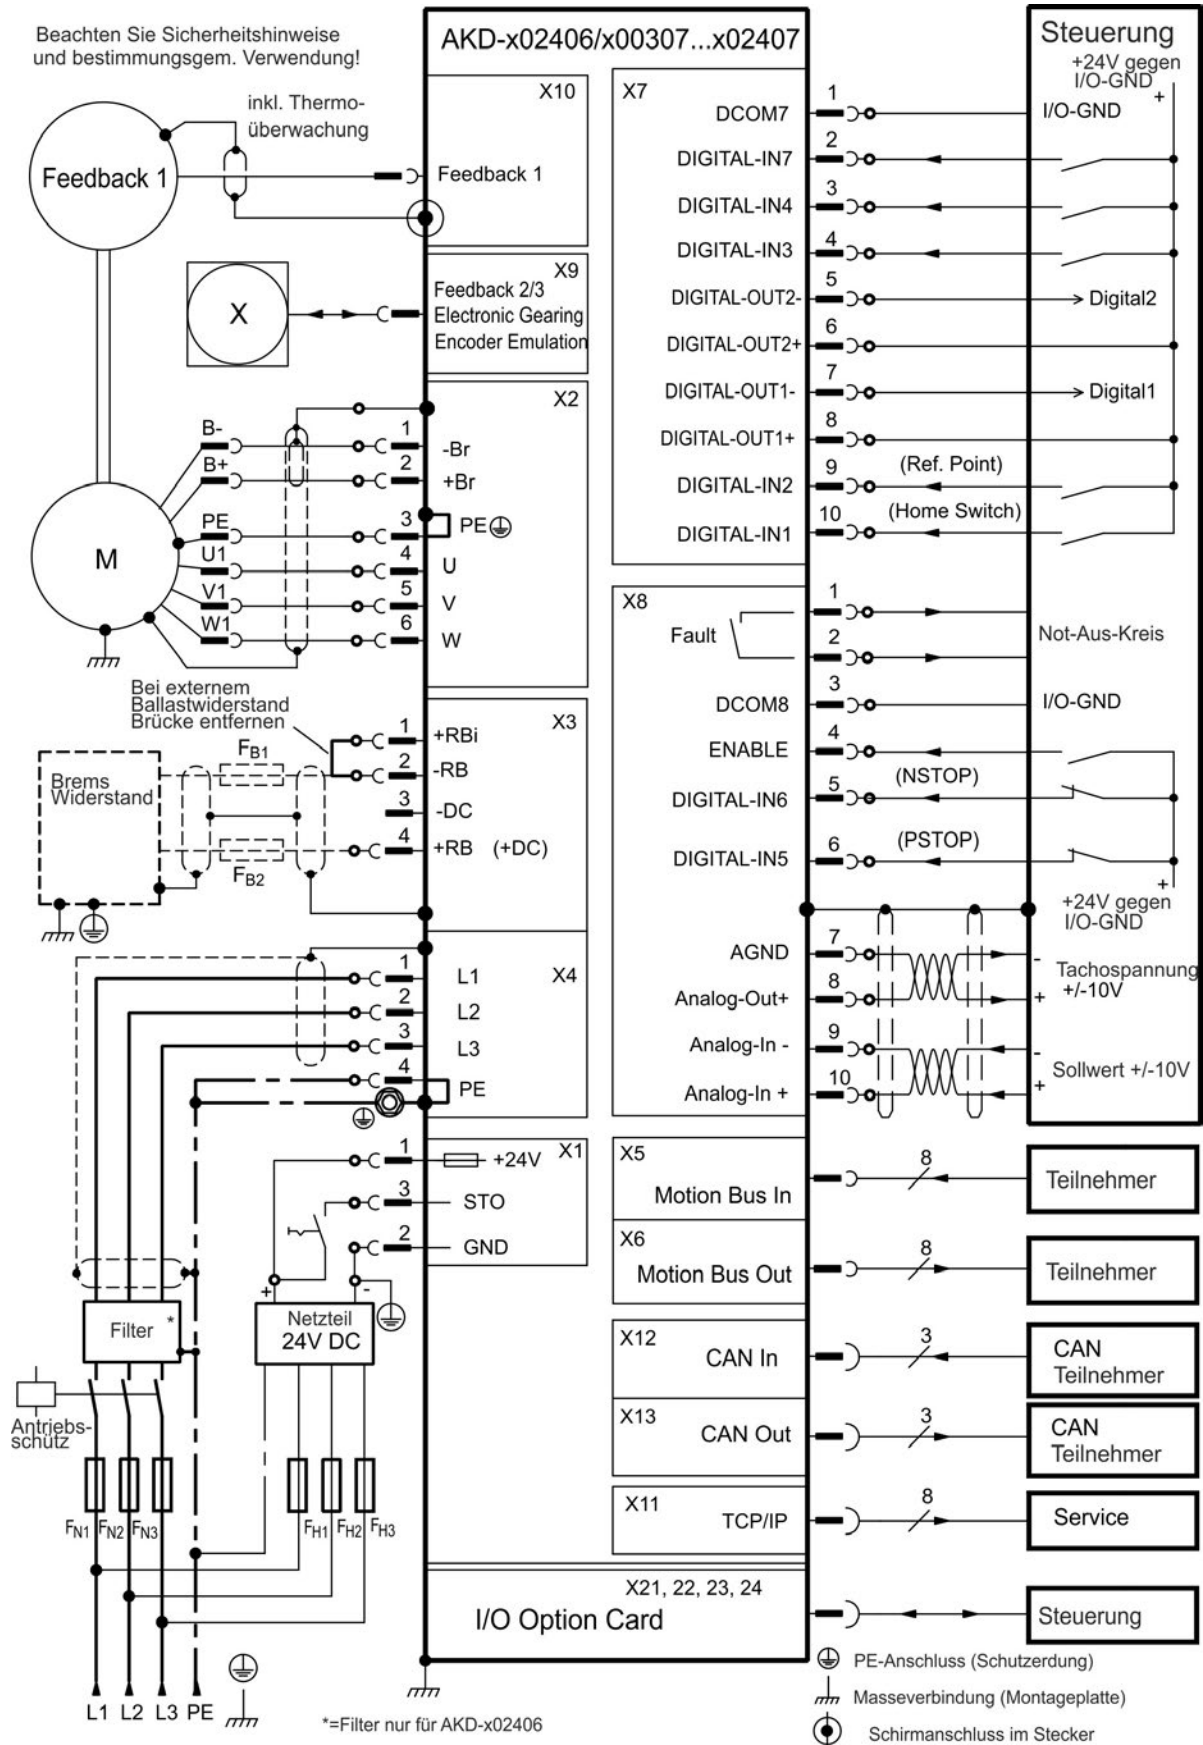 Beachten Sie Sicherheitshinweise
und bestimmungsgem. Verwendung!
AKD-x02406/x00307...x02407
inkl. Thermo-
überwachung
Feedback 1
X10
Feedback 1
X
X9
Feedback 2/3
Electronic Gearing
Encoder Emulation
X2
B-
1
-Br
B+
2
+Br
PE
3
PE
U1
4
U
V1
5
V
W1
6
W
M
Bei externem
Ballastwiderstand
Brücke entfernen
X3
1
+RBi
FB1
2
-RB
Brems
Widerstand
3
-DC
4
+RB (+DC)
FB2
X4
1
L1
2
L2
3
L3
4
PE
X1
1
+24V
3
STO
2
GND
+
-
Netzteil
24V DC
Filter *
Antriebs-
schütz
FN1
FN2
FN3
FH1
FH2
FH3
L1
L2
L3
PE
*=Filter nur für AKD-x02406
X7
DCOM7
1
DIGITAL-IN7
2
DIGITAL-IN4
3
DIGITAL-IN3
4
DIGITAL-OUT2-
5
DIGITAL-OUT2+
6
DIGITAL-OUT1-
7
DIGITAL-OUT1+
8
DIGITAL-IN2
9
(Ref. Point)
DIGITAL-IN1
10
(Home Switch)
Steuerung
+24V gegen
I/O-GND
+
I/O-GND
Digital2
Digital1
X8
Fault
1
2
Not-Aus-Kreis
DCOM8
3
I/O-GND
ENABLE
4
DIGITAL-IN6
5
(NSTOP)
DIGITAL-IN5
6
(PSTOP)
+
+24V gegen
I/O-GND
AGND
7
-
Analog-Out+
8
+
Tachospannung
+/-10V
Analog-In -
9
-
Analog-In +
10
+
Sollwert +/-10V
X5
Motion Bus In
8
Teilnehmer
X6
Motion Bus Out
8
Teilnehmer
X12
CAN In
3
CAN
Teilnehmer
X13
CAN Out
3
CAN
Teilnehmer
X11
TCP/IP
8
Service
X21, 22, 23, 24
I/O Option Card
Steuerung
PE-Anschluss (Schutzerdung)
Masseverbindung (Montageplatte)
Schirmanschluss im Stecker